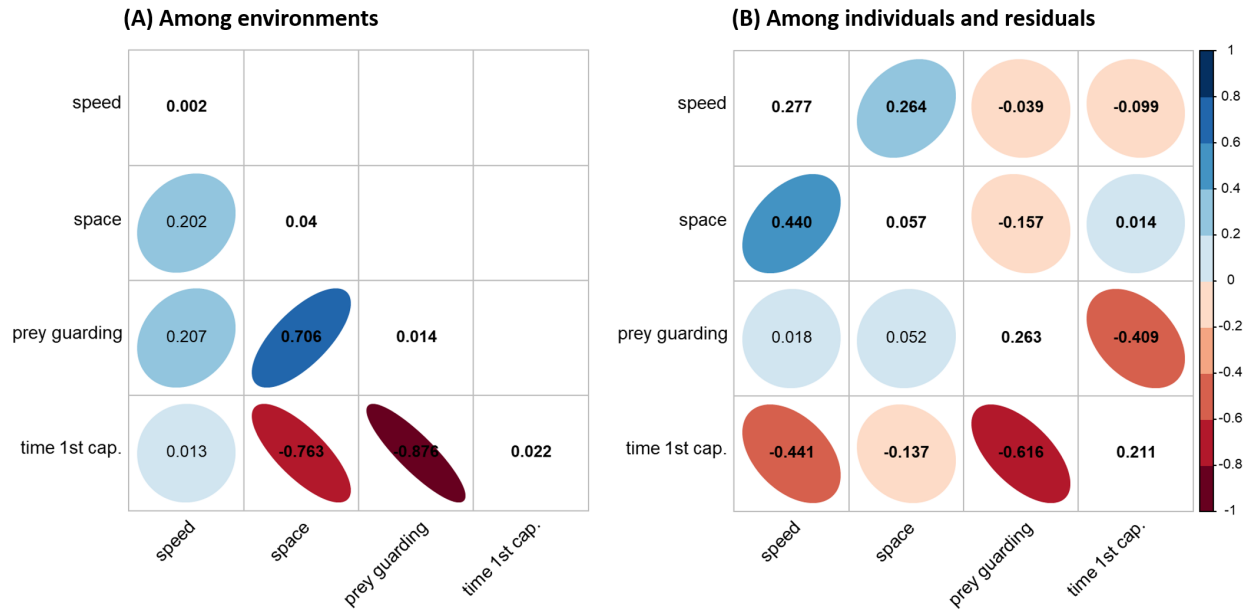 (A) Among environments
speed 0.002
space 0.202 0.04
prey guarding 0.207 0.706 0.014
time 1st cap. 0.013 -0.763 -0.876 0.022
speed space prey guarding time 1st cap.
(B) Among individuals and residuals
speed 0.277 0.264 -0.039 -0.099
space 0.440 0.057 -0.157 0.014
prey guarding 0.018 0.052 0.263 -0.409
time 1st cap. -0.441 -0.137 -0.616 0.211
speed space prey guarding time 1st cap.
1
0.8
0.6
0.4
0.2
0
-0.2
-0.4
-0.6
-0.8
-1